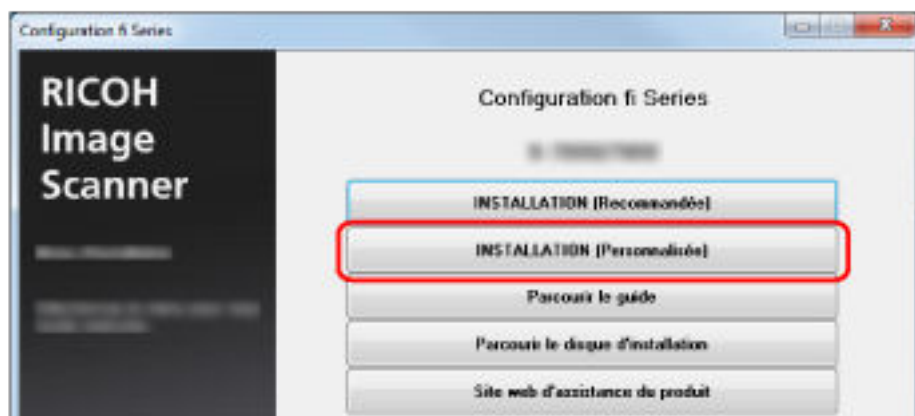 Configuration fi Series
RICOH
Image
Scanner
Configuration fi Series
INSTALLATION (Recommandée)
INSTALLATION (Personnalisée)
Parcourir le guide
Parcourir le disque d'installation
Site web d'assistance du produit